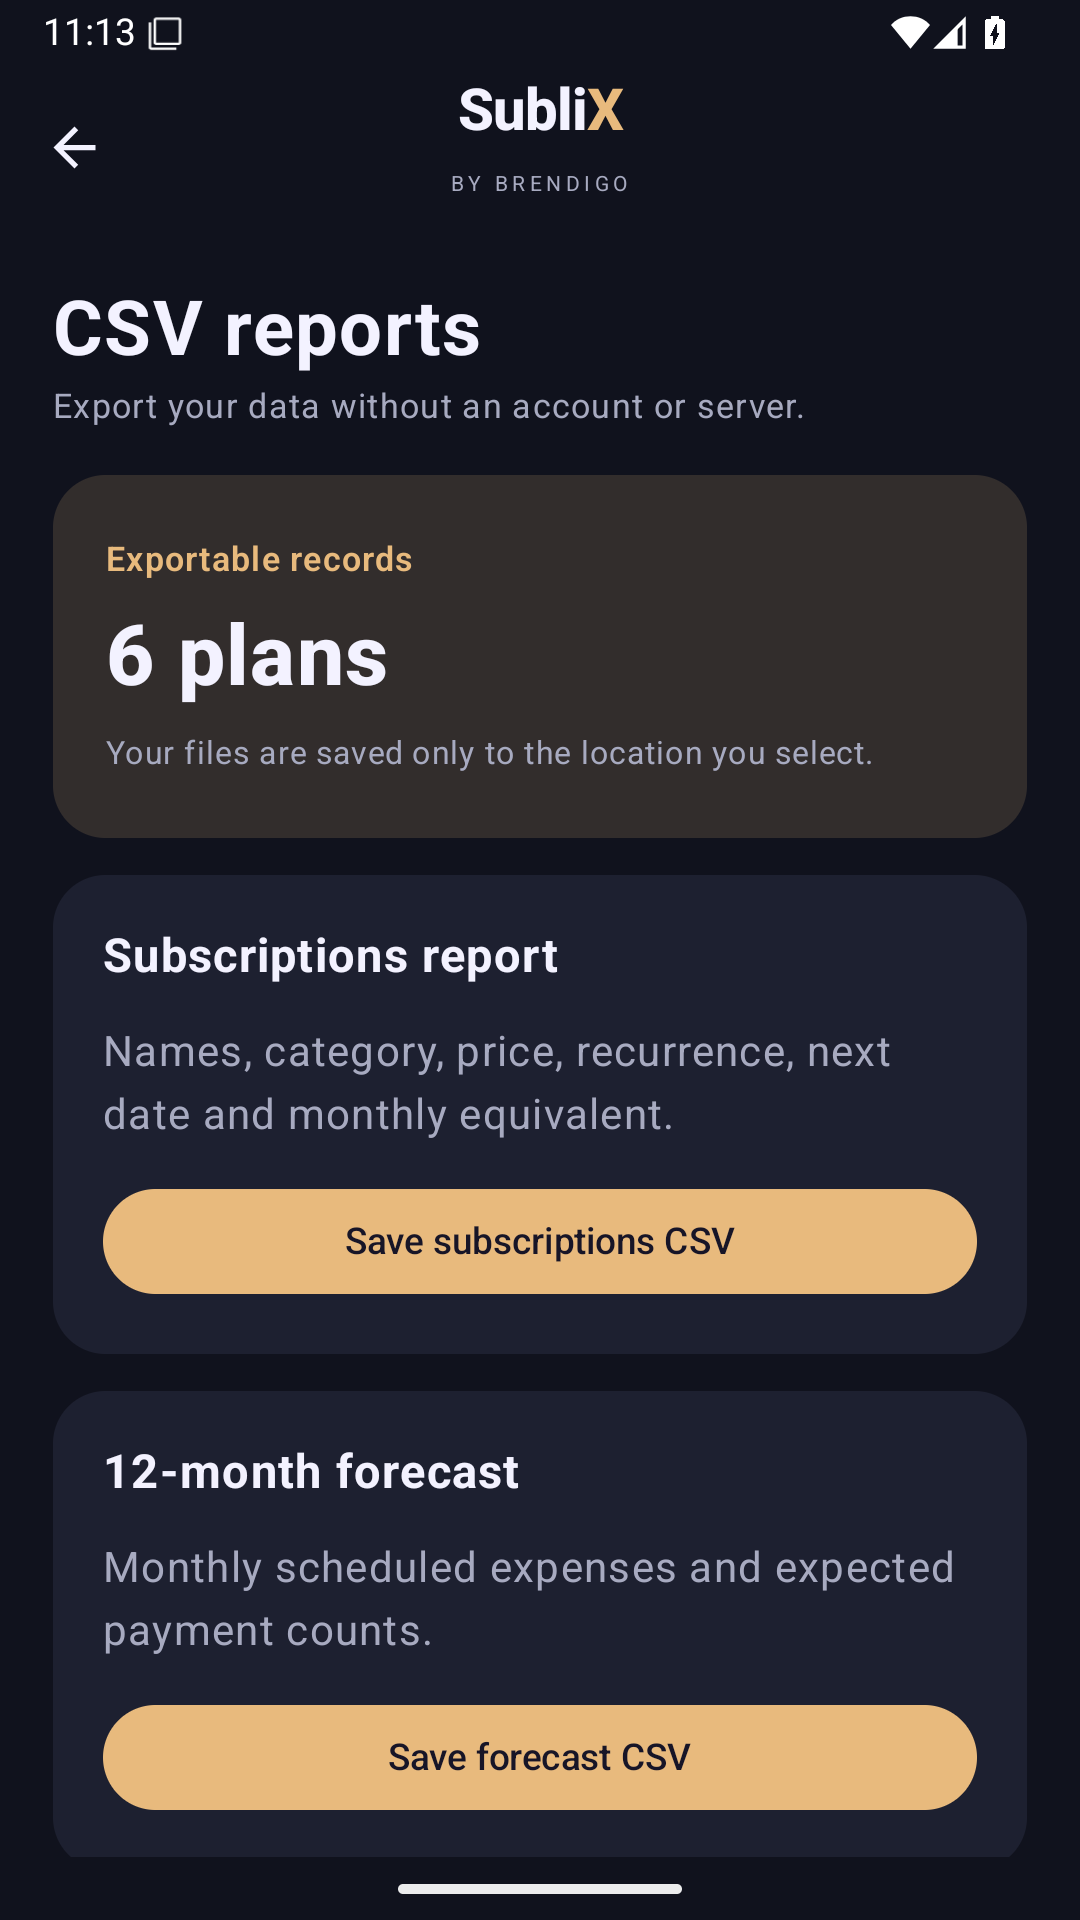 11:13
SubliX
BY BRENDIGO
CSV reports
Export your data without an account or server.
Exportable records
6 plans
Your files are saved only to the location you select.
Subscriptions report
Names, category, price, recurrence, next
date and monthly equivalent.
Save subscriptions CSV
12-month forecast
Monthly scheduled expenses and expected
payment counts.
Save forecast CSV